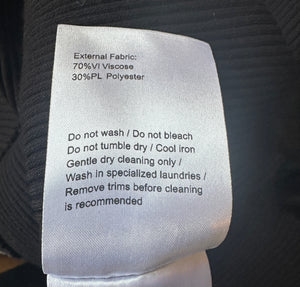 External Fabric:
70%VI Viscose
30%PL Polyester
Do not wash / Do not bleach
Do not tumble dry / Cool iron
Gentle dry cleaning only /
Wash in specialized laundries /
Remove trims before cleaning
is recommended